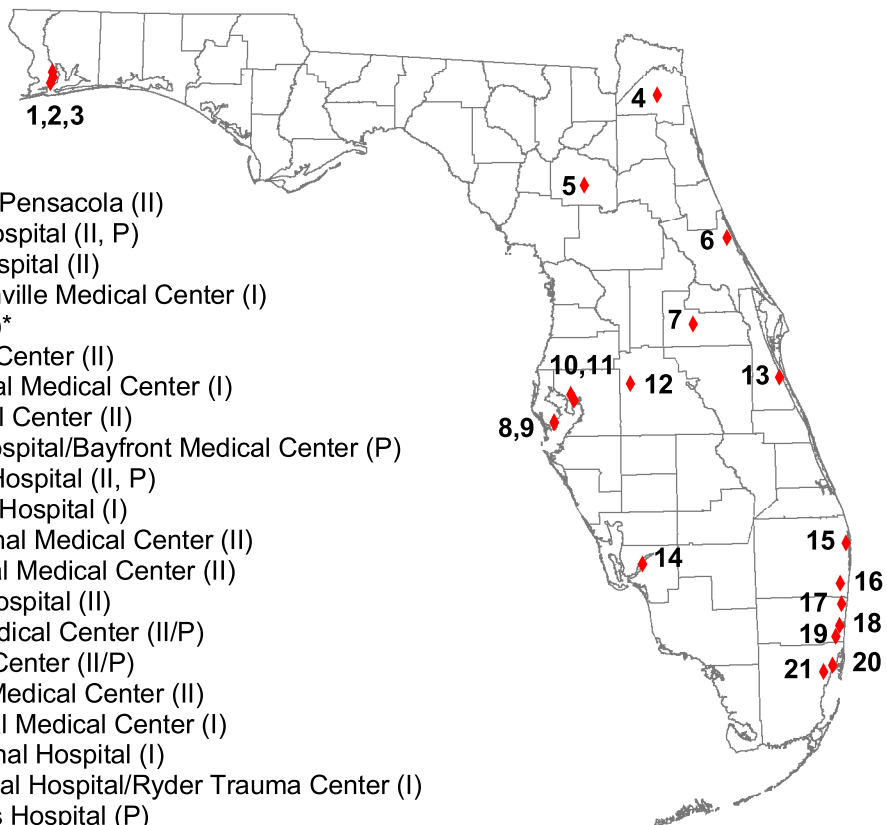 4
1,2,3
5
Pensacola (II)
ospital (II, P)
spital (II)
6
ville Medical Center (I)
)*
7
Center (II)
10,11
al Medical Center (I)
12
13
l Center (II)
8,9
ospital/Bayfront Medical Center (P)
Hospital (II, P)
Hospital (I)
nal Medical Center (II)
15
14
al Medical Center (II)
16
ospital (II)
17
18
dical Center (II/P)
19
Center (II/P)
20
21
Medical Center (II)
l Medical Center (I)
nal Hospital (I)
al Hospital/Ryder Trauma Center (I)
s Hospital (P)